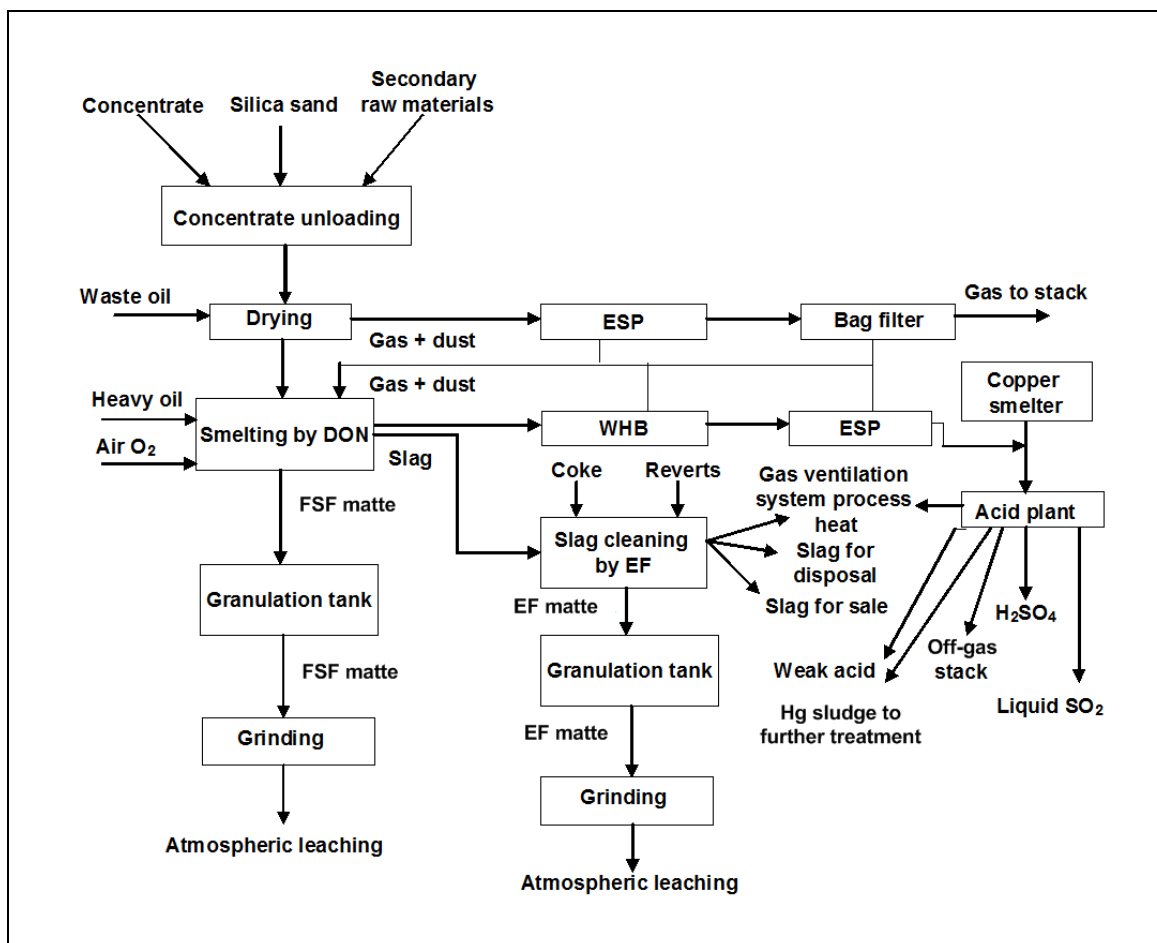 Concentrate
Silica sand
Secondary
raw materials
Concentrate unloading
Waste oil
Drying
Gas + dust
ESP
Bag filter
Gas to stack
Gas + dust
Heavy oil
Air O₂
Smelting by DON
Slag
WHB
ESP
Copper
smelter
FSF matte
Coke
Reverts
Gas ventilation
system process
heat
Acid plant
Slag cleaning
by EF
Slag for
disposal
Slag for sale
Granulation tank
EF matte
H₂SO₄
Off-gas
stack
Weak acid
Liquid SO₂
Hg sludge to
further treatment
FSF matte
Granulation tank
EF matte
Grinding
Grinding
Atmospheric leaching
Atmospheric leaching